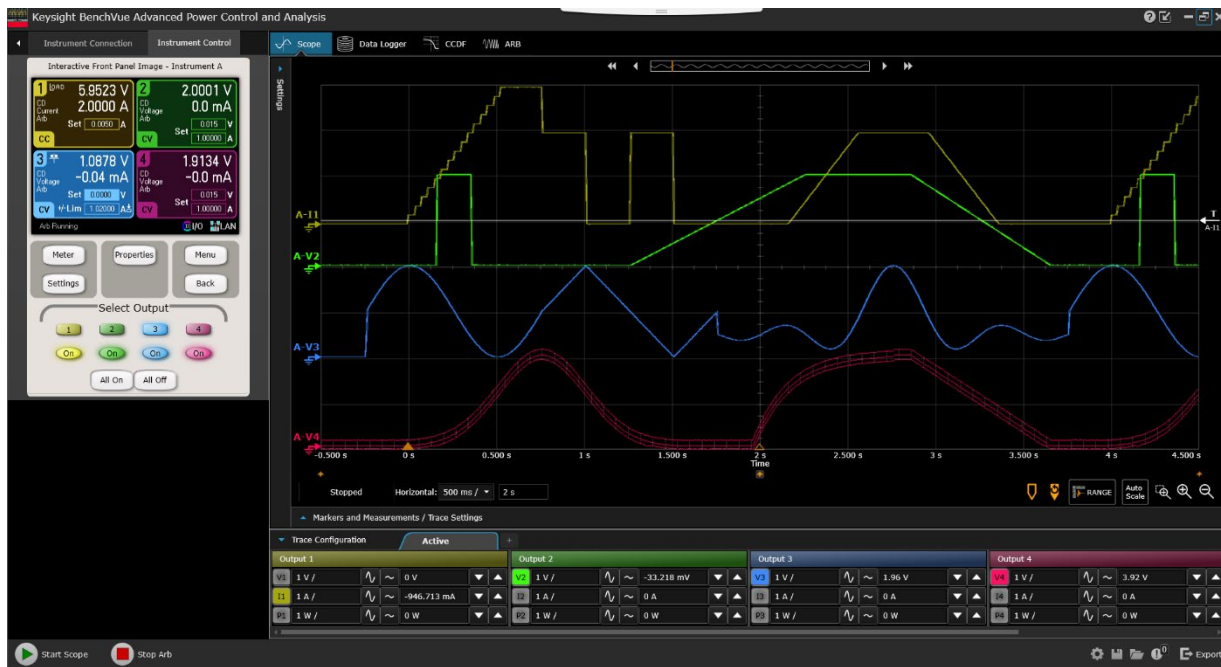 Keysight BenchVue Advanced Power Control and Analysis
Instrument Connection Instrument Control
Interactive Front Panel Image - Instrument A
1 LOAD 5.9523 V 2 2.0001 V
CD Current Arb 2.0000 A CD Voltage Arb 0.0 mA
Set 0.0050 A Set 0.015 V
CC CV 1.00000 A
3 1.0878 V 4 1.9134 V
CD Voltage Arb -0.04 mA CD Voltage Arb -0.0 mA
Set 0.0000 V Set 0.015 V
CV +/-Lim 1.02000 A CV 1.00000 A
Arb Running I/O LAN
Meter Properties Menu
Settings Back
Select Output
1 2 3 4
On On On On
All On All Off
Scope Data Logger CCDF ARB
Settings
A-I1
T
A-I1
A-V2
A-V3
A-V4
-0.500 s 0 s 0.500 s 1 s 1.500 s 2 s 2.500 s 3 s 3.500 s 4 s 4.500 s
Time
Stopped Horizontal: 500 ms / 2 s RANGE Auto Scale
Markers and Measurements / Trace Settings
Trace Configuration Active +
Output 1 Output 2 Output 3 Output 4
V1 1 V / 0 V V2 1 V / -33.218 mV V3 1 V / 1.96 V V4 1 V / 3.92 V
I1 1 A / -946.713 mA I2 1 A / 0 A I3 1 A / 0 A I4 1 A / 0 A
P1 1 W / 0 W P2 1 W / 0 W P3 1 W / 0 W P4 1 W / 0 W
Start Scope Stop Arb 0 Export